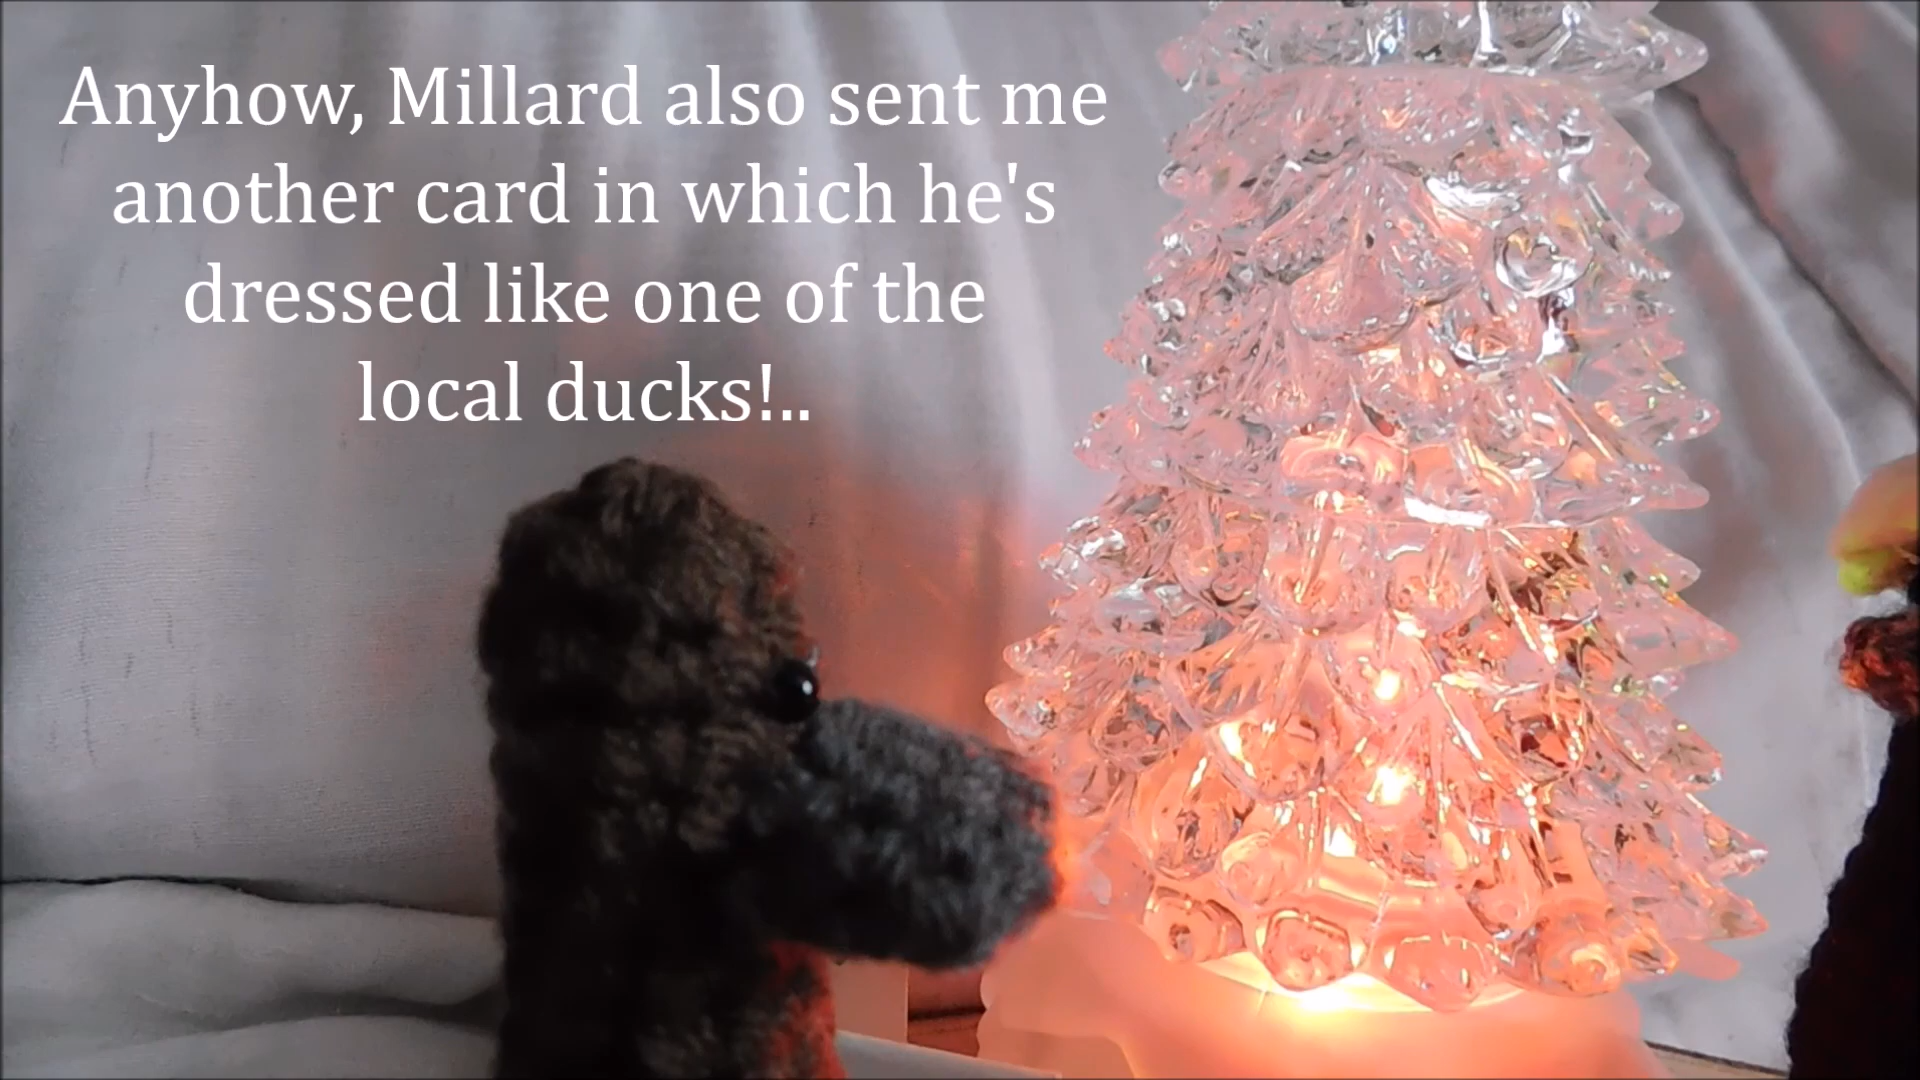 Anyhow, Millard also sent me
another card in which he's
dressed like one of the
local ducks!..